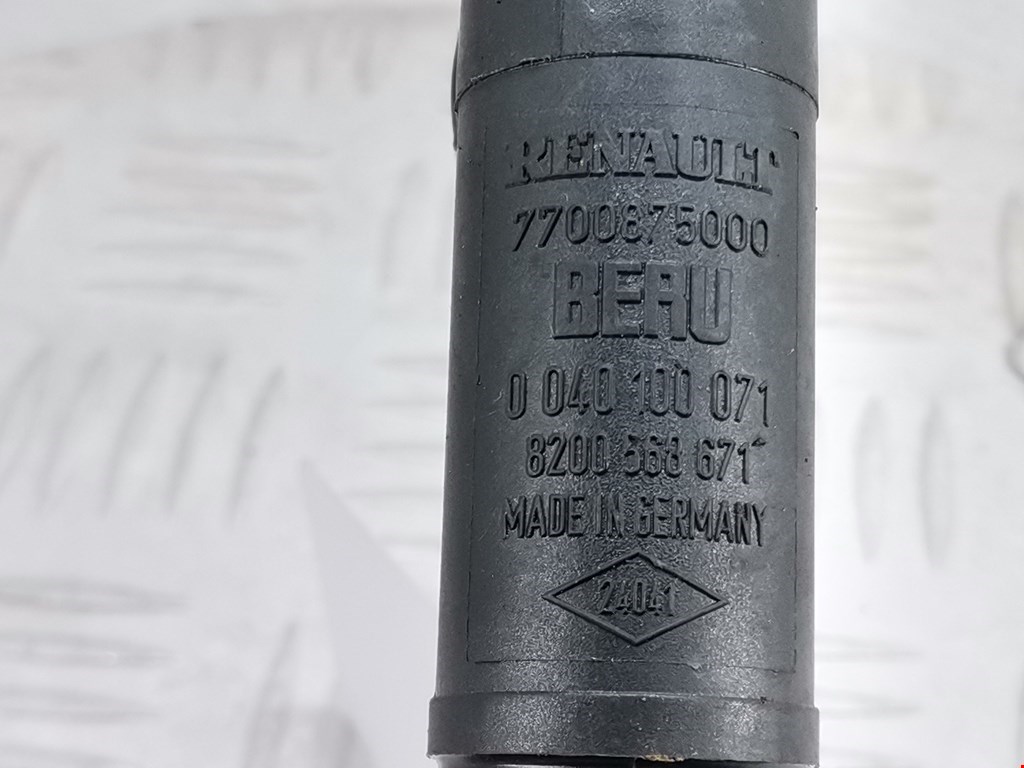 RENAULT
7700875000
BERU
0 040 100 071
8200 568 671
MADE IN GERMANY
24041